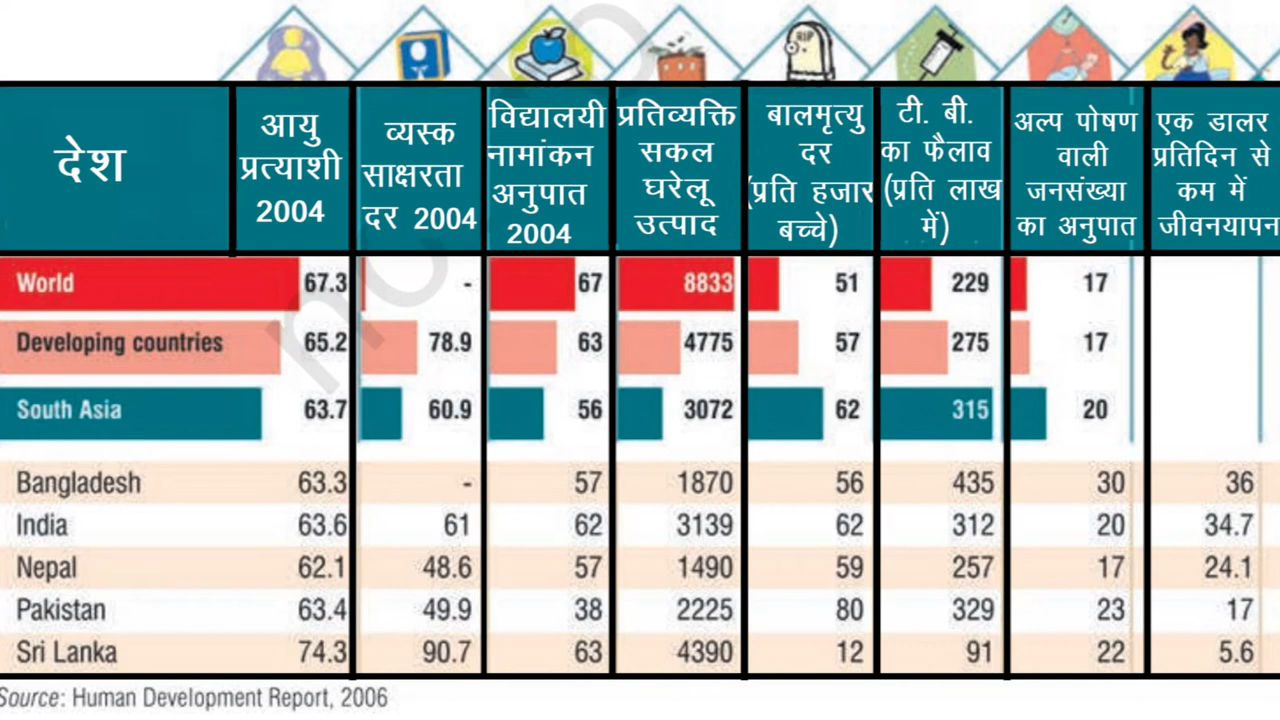 RIP
देश
आयु
प्रत्याशी
2004
व्यस्क
साक्षरता
दर 2004
विद्यालयी
नामांकन
अनुपात
2004
प्रतिव्यक्ति
सकल
घरेलू
उत्पाद
बालमृत्यु
दर
(प्रति हजार
बच्चे)
टी. बी.
का फैलाव
(प्रति लाख
में)
अल्प पोषण
वाली
जनसंख्या
का अनुपात
एक डालर
प्रतिदिन से
कम में
जीवनयापन
World 67.3 - 67 8833 51 229 17
Developing countries 65.2 78.9 63 4775 57 275 17
South Asia 63.7 60.9 56 3072 62 315 20
Bangladesh 63.3 - 57 1870 56 435 30 36
India 63.6 61 62 3139 62 312 20 34.7
Nepal 62.1 48.6 57 1490 59 257 17 24.1
Pakistan 63.4 49.9 38 2225 80 329 23 17
Sri Lanka 74.3 90.7 63 4390 12 91 22 5.6
Source: Human Development Report, 2006